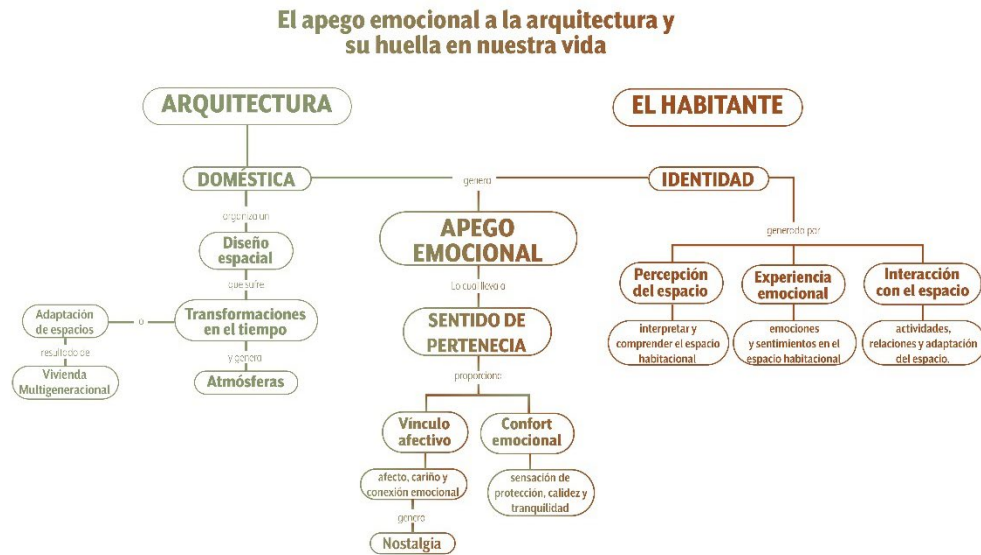 El apego emocional a la arquitectura y
su huella en nuestra vida
ARQUITECTURA
EL HABITANTE
DOMÉSTICA
genera
IDENTIDAD
organiza un
Diseño
espacial
que sufre
Transformaciones
en el tiempo
o
Adaptación
de espacios
resultado de
Vivienda
Multigeneracional
y genera
Atmósferas
APEGO
EMOCIONAL
Lo cual lleva a
SENTIDO DE
PERTENECIA
proporciona
Vínculo
afectivo
afecto, cariño y
conexión emocional
genera
Nostalgia
Confort
emocional
sensación de
protección, calidez y
tranquilidad
generada por
Percepción
del espacio
interpretar y
comprender el espacio
habitacional
Experiencia
emocional
emociones
y sentimientos en el
espacio habitacional
Interacción
con el espacio
actividades,
relaciones y adaptación
del espacio.